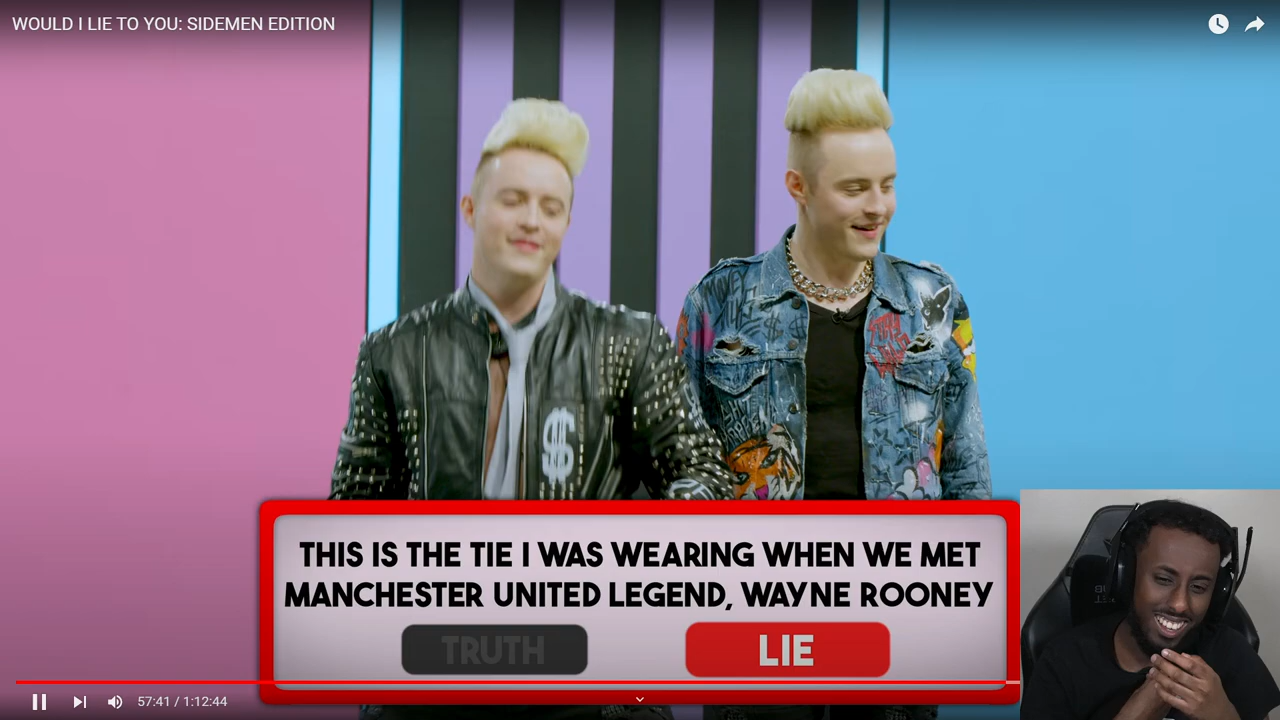 WOULD I LIE TO YOU: SIDEMEN EDITION
$
THIS IS THE TIE I WAS WEARING WHEN WE MET
MANCHESTER UNITED LEGEND, WAYNE ROONEY
TRUTH
LIE
57:41 / 1:12:44